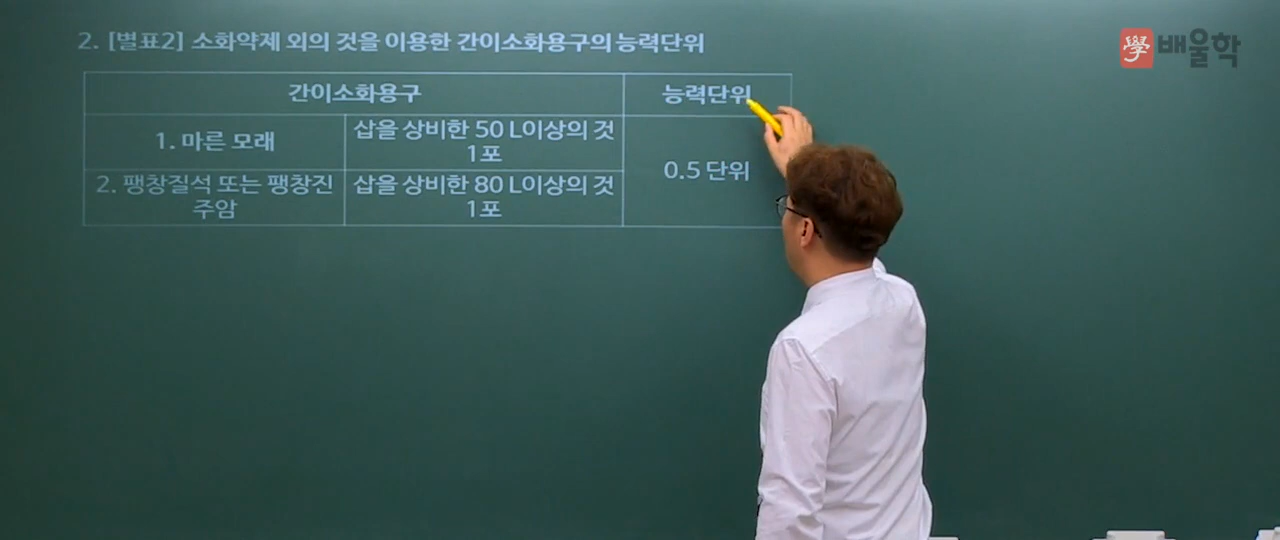 2. [별표2] 소화약제 외의 것을 이용한 간이소화용구의 능력단위
學 배울학
간이소화용구
능력단위
1. 마른 모래
삽을 상비한 50 L이상의 것
1포
0.5 단위
2. 팽창질석 또는 팽창진
주암
삽을 상비한 80 L이상의 것
1포